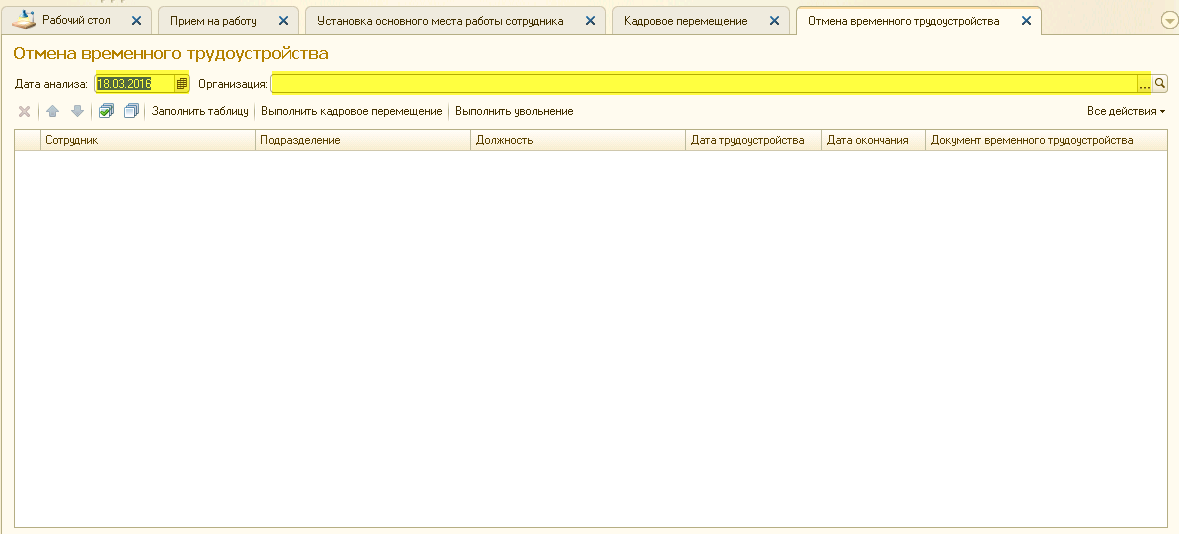 Рабочий стол Прием на работу Установка основного места работы сотрудника Кадровое перемещение Отмена временного трудоустройства
Отмена временного трудоустройства
Дата анализа: 18.03.2016 Организация: ...
Заполнить таблицу Выполнить кадровое перемещение Выполнить увольнение Все действия
Сотрудник Подразделение Должность Дата трудоустройства Дата окончания Документ временного трудоустройства